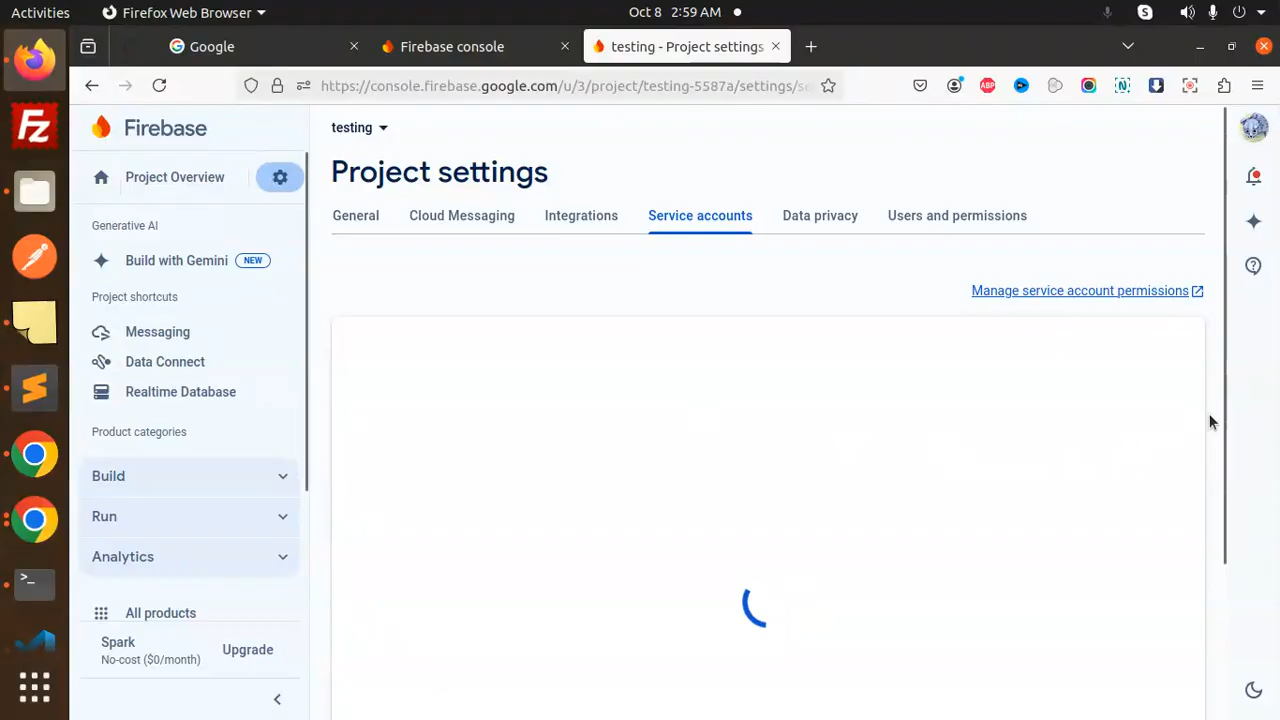 Activities
Firefox Web Browser
Oct 8 2:59 AM
Google
Firebase console
testing - Project settings
https://console.firebase.google.com/u/3/project/testing-5587a/settings/se
Firebase
Project Overview
Generative AI
Build with Gemini NEW
Project shortcuts
Messaging
Data Connect
Realtime Database
Product categories
Build
Run
Analytics
All products
Spark
No-cost ($0/month)
Upgrade
testing
Project settings
General
Cloud Messaging
Integrations
Service accounts
Data privacy
Users and permissions
Manage service account permissions